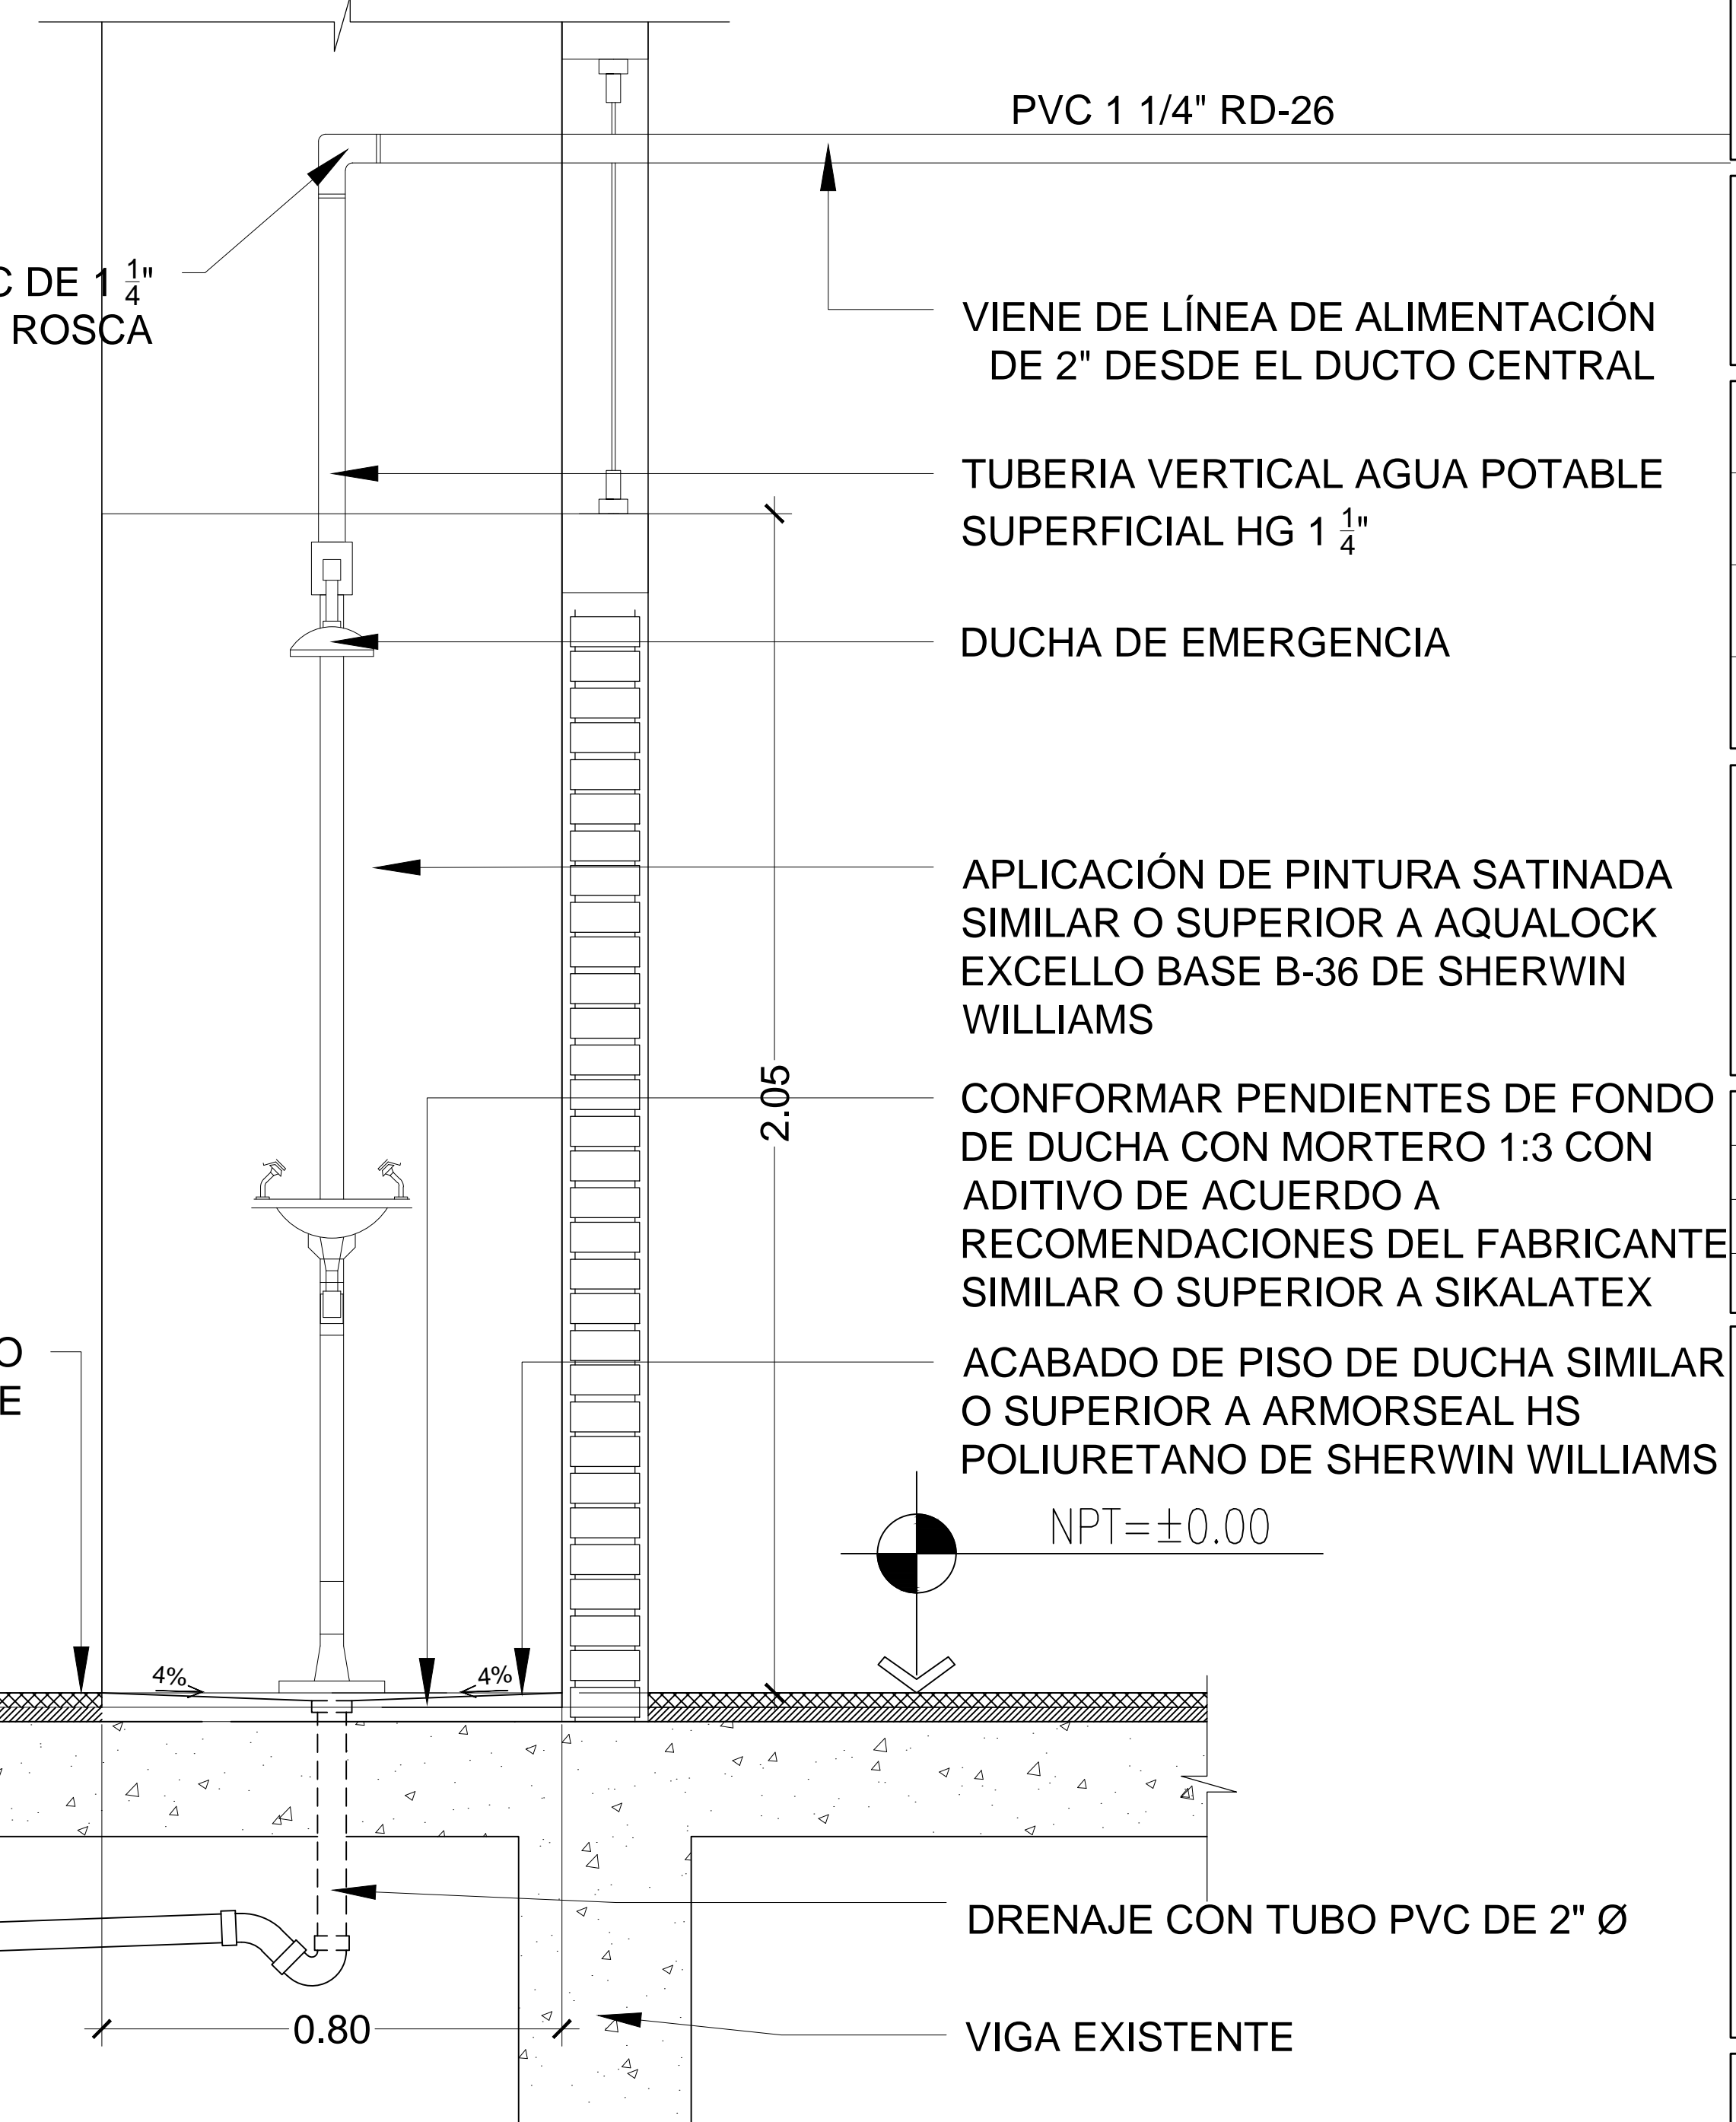 PVC 1 1/4" RD-26
C DE 1 1/4"
ROSCA
VIENE DE LÍNEA DE ALIMENTACIÓN
DE 2" DESDE EL DUCTO CENTRAL
TUBERIA VERTICAL AGUA POTABLE
SUPERFICIAL HG 1 1/4"
DUCHA DE EMERGENCIA
APLICACIÓN DE PINTURA SATINADA
SIMILAR O SUPERIOR A AQUALOCK
EXCELLO BASE B-36 DE SHERWIN
WILLIAMS
2.05
CONFORMAR PENDIENTES DE FONDO
DE DUCHA CON MORTERO 1:3 CON
ADITIVO DE ACUERDO A
RECOMENDACIONES DEL FABRICANTE
SIMILAR O SUPERIOR A SIKALATEX
O
E
ACABADO DE PISO DE DUCHA SIMILAR
O SUPERIOR A ARMORSEAL HS
POLIURETANO DE SHERWIN WILLIAMS
NPT=±0.00
4%
4%
DRENAJE CON TUBO PVC DE 2" Ø
0.80
VIGA EXISTENTE